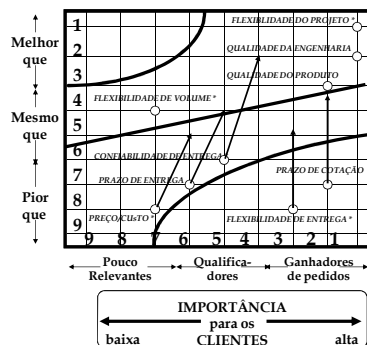 FLEXIBLIDADE DO PROJETO *
QUALIDADE DA ENGENHARIA
QUALIDADE DO PRODUTO
FLEXIBILIDADE DE VOLUME *
CONFIABILIDADE DE ENTREGA
PRAZO DE ENTREGA
PRAZO DE COTAÇÃO
PREÇO/CUsTO *
FLEXIBILIDADE DE ENTREGA *
Melhor
que
Mesmo
que
Pior
que
1
2
3
4
5
6
7
8
9
9 8 7 6 5 4 3 2 1
Pouco
Relevantes
Qualifica-
dores
Ganhadores
de pedidos
IMPORTÂNCIA
para os
baixa CLIENTES alta